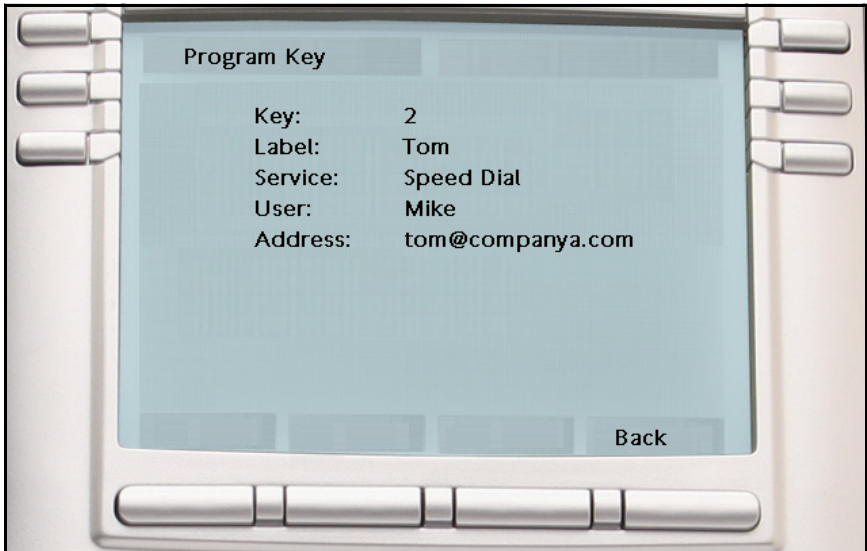 Program Key
Key: 2
Label: Tom
Service: Speed Dial
User: Mike
Address: tom@companya.com
Back